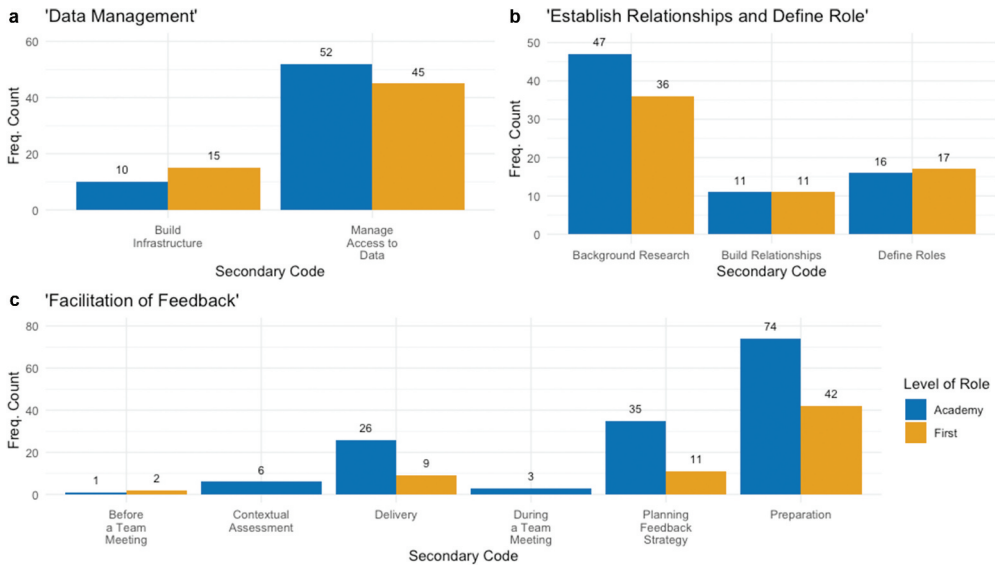 a 'Data Management'
60
40
20
0
Freq. Count
10
15
52
45
Build
Infrastructure
Manage
Access to
Data
Secondary Code
b 'Establish Relationships and Define Role'
50
40
30
20
10
0
Freq. Count
47
36
11
11
16
17
Background Research
Build Relationships
Define Roles
Secondary Code
c 'Facilitation of Feedback'
80
60
40
20
0
Freq. Count
1
2
6
26
9
3
35
11
74
42
Before
a Team
Meeting
Contextual
Assessment
Delivery
During
a Team
Meeting
Planning
Feedback
Strategy
Preparation
Secondary Code
Level of Role
Academy
First